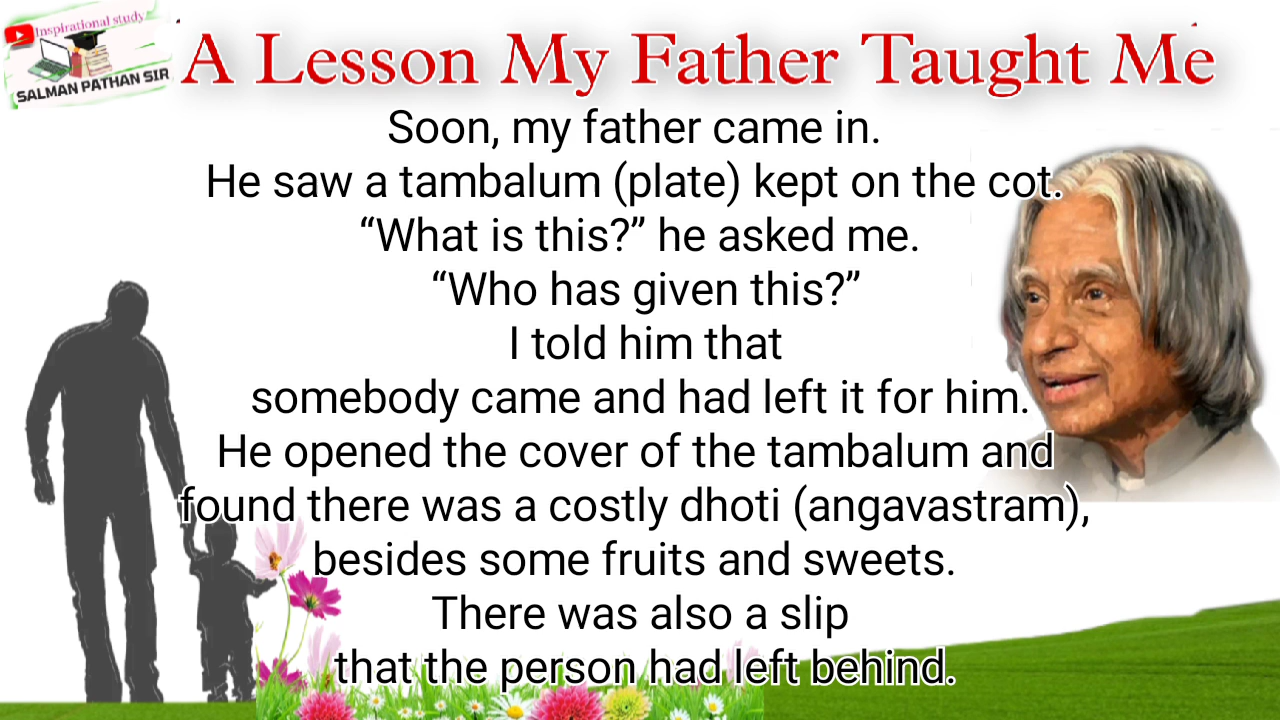 Inspirational study
SALMAN PATHAN SIR
A Lesson My Father Taught Me
Soon, my father came in.
He saw a tambalum (plate) kept on the cot.
“What is this?” he asked me.
“Who has given this?”
I told him that
somebody came and had left it for him.
He opened the cover of the tambalum and
found there was a costly dhoti (angavastram),
besides some fruits and sweets.
There was also a slip
that the person had left behind.